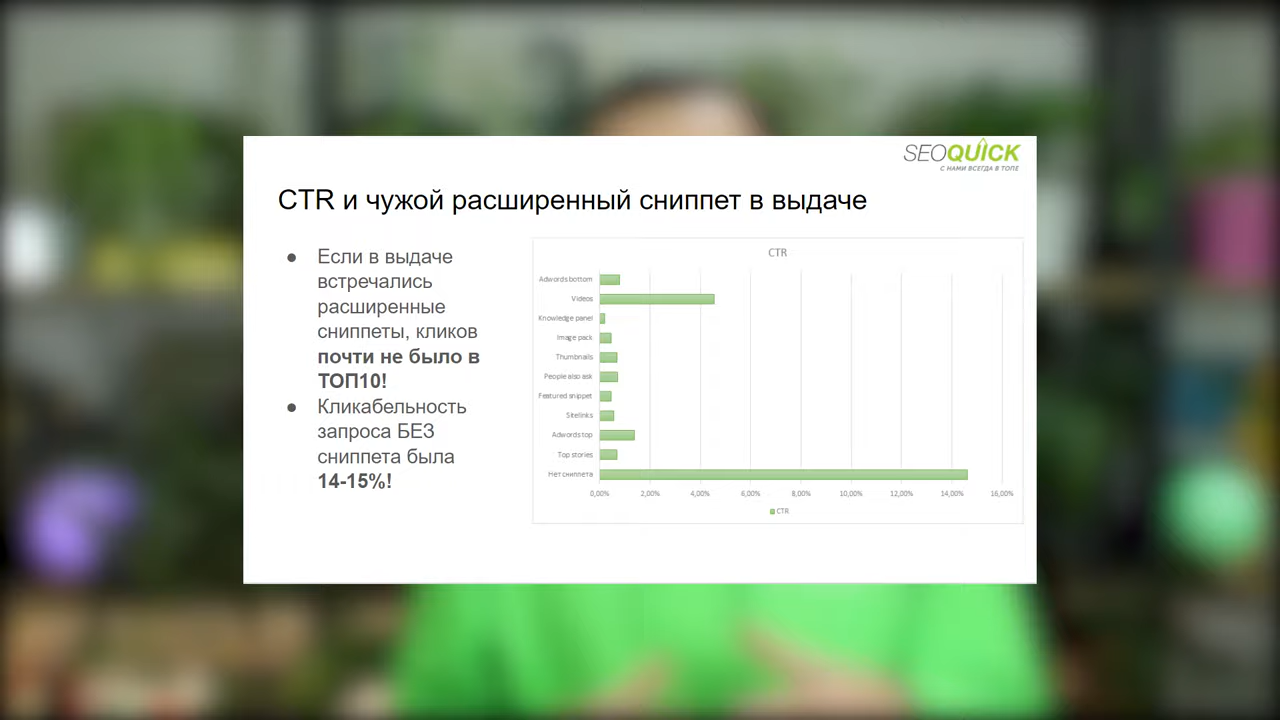 SEOQUICK
С НАМИ ВСЕГДА В ТОПЕ
CTR и чужой расширенный сниппет в выдаче
● Если в выдаче
встречались
расширенные
сниппеты, кликов
почти не было в
ТОП10!
● Кликабельность
запроса БЕЗ
сниппета была
14-15%!
CTR
Adwords bottom
Videos
Knowledge panel
Image pack
Thumbnails
People also ask
Featured snippet
Sitelinks
Adwords top
Top stories
Нет сниппета
0,00% 2,00% 4,00% 6,00% 8,00% 10,00% 12,00% 14,00% 16,00%
CTR